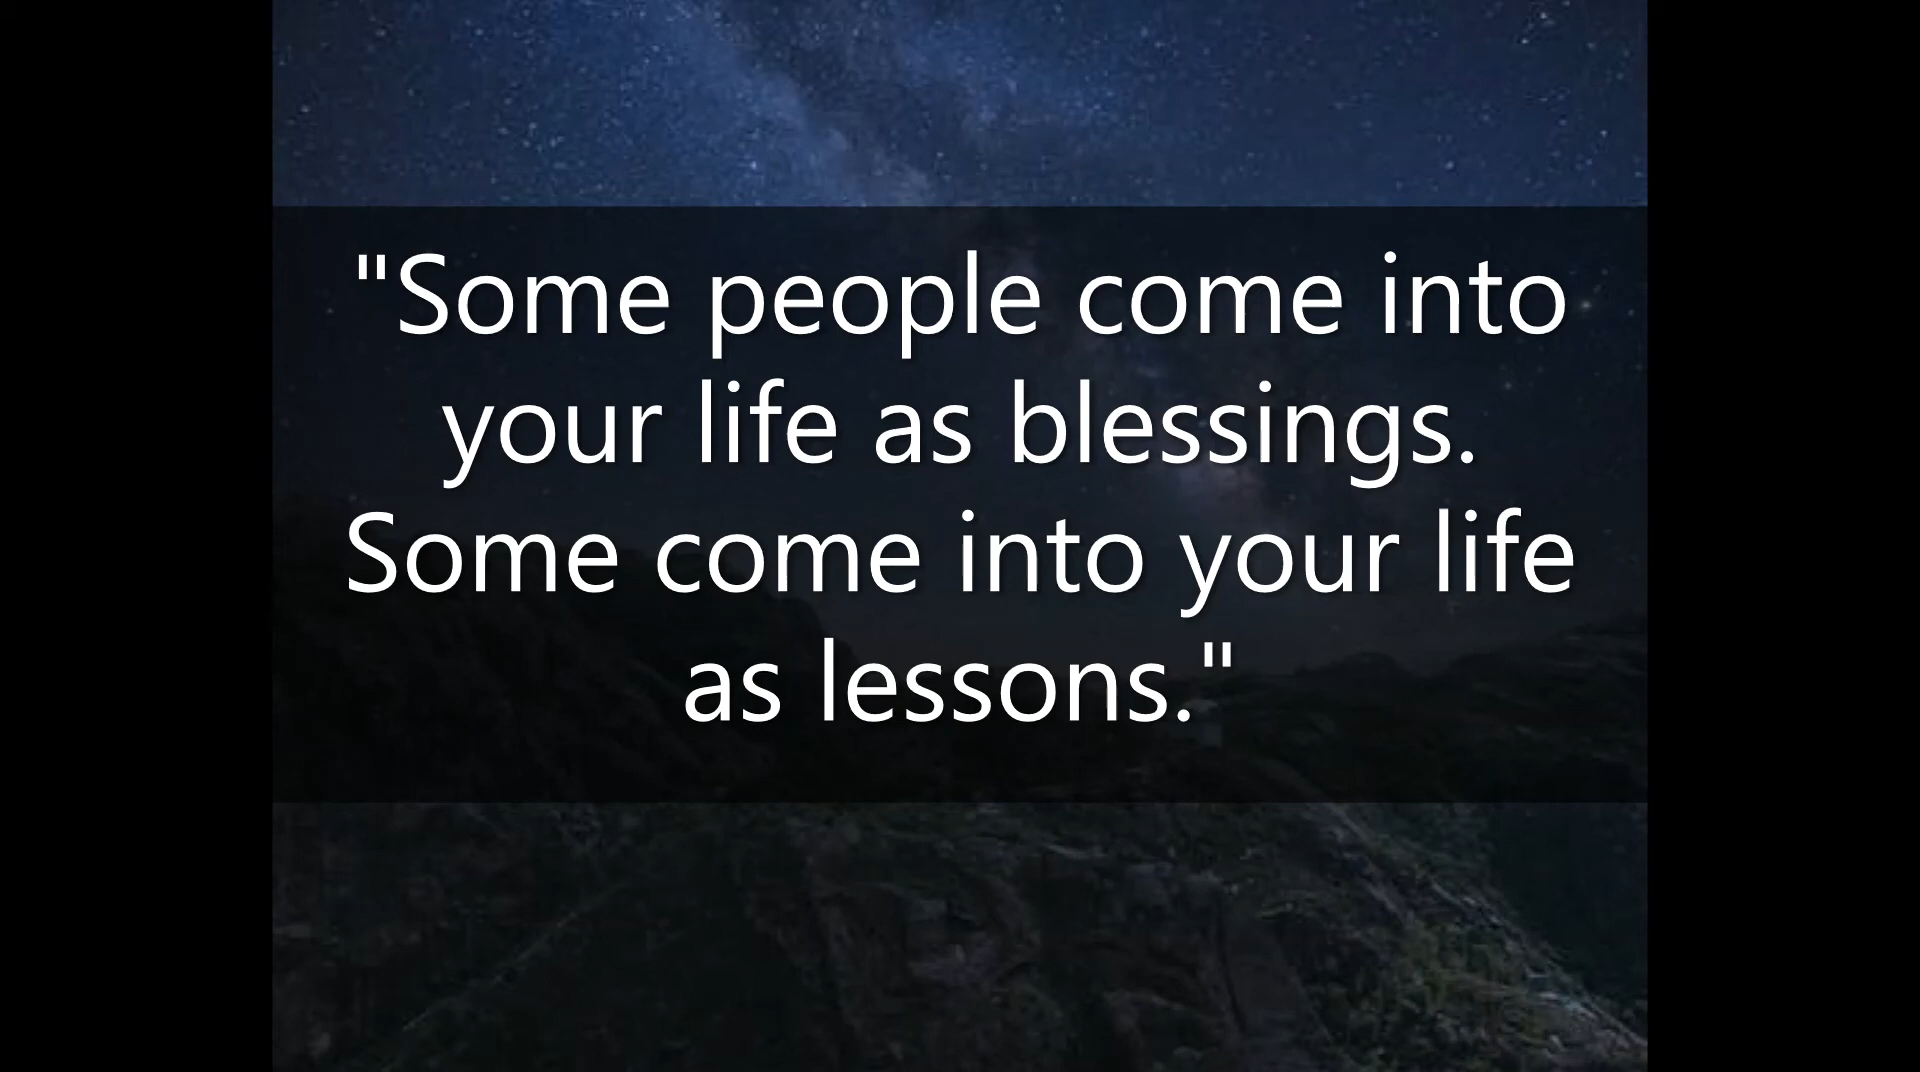 "Some people come into
your life as blessings.
Some come into your life
as lessons."